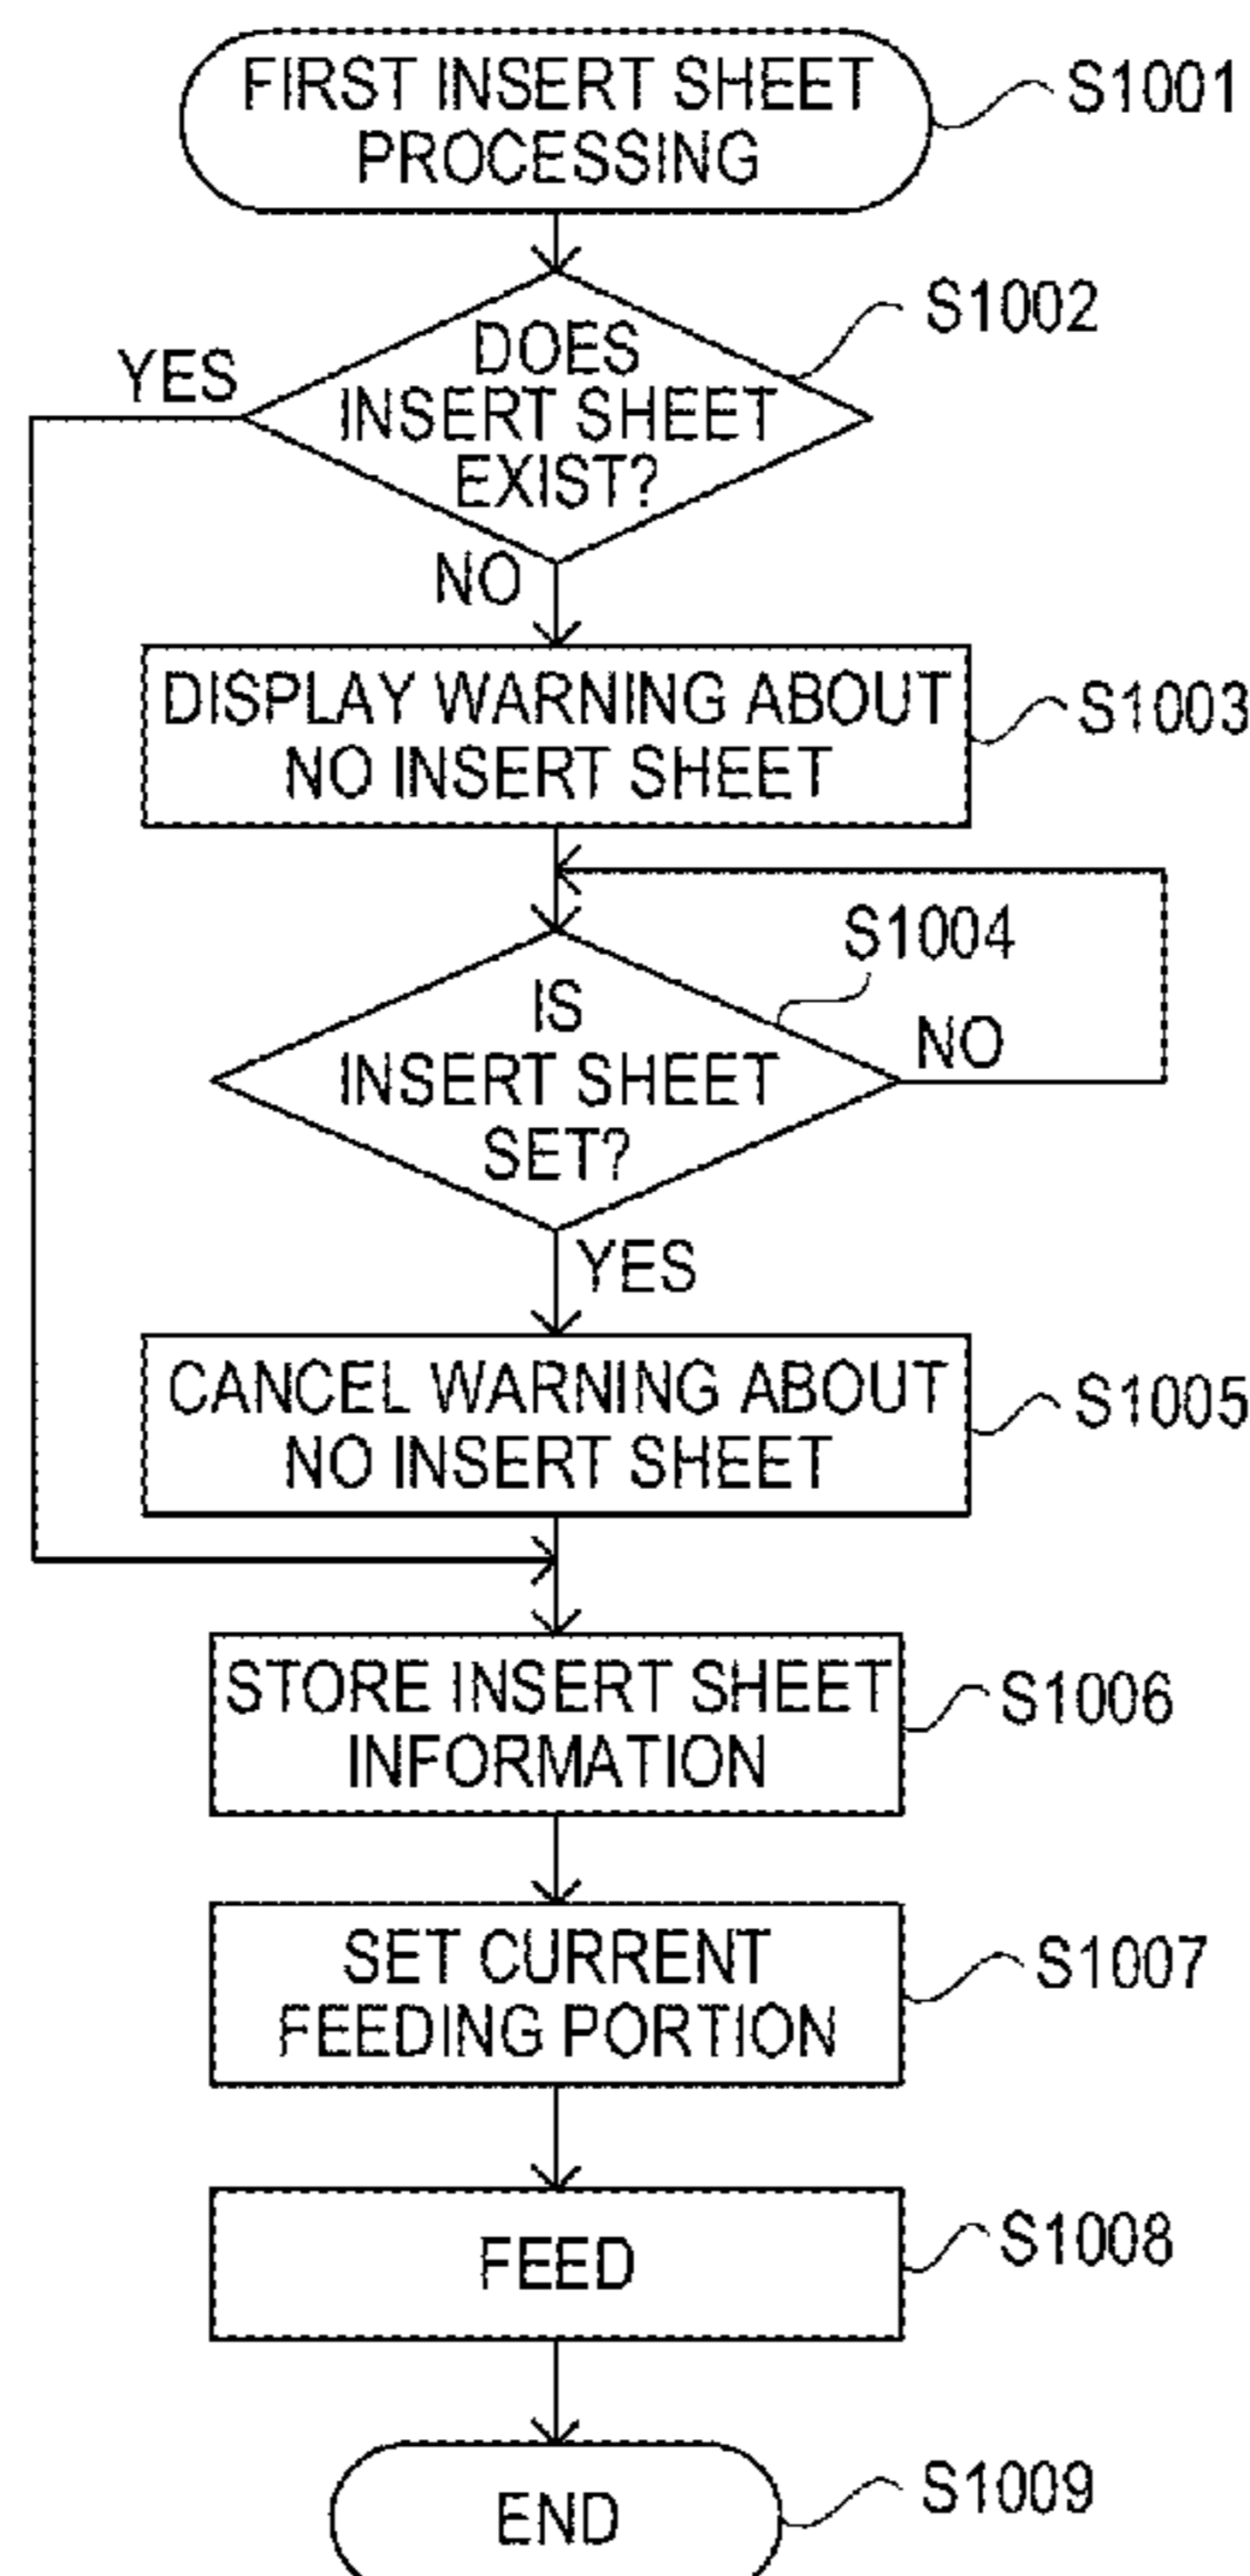 FIRST INSERT SHEET
PROCESSING
S1001
S1002
DOES
INSERT SHEET
EXIST?
YES
NO
DISPLAY WARNING ABOUT
NO INSERT SHEET
S1003
S1004
IS
INSERT SHEET
SET?
NO
YES
CANCEL WARNING ABOUT
NO INSERT SHEET
S1005
STORE INSERT SHEET
INFORMATION
S1006
SET CURRENT
FEEDING PORTION
S1007
FEED
S1008
END
S1009